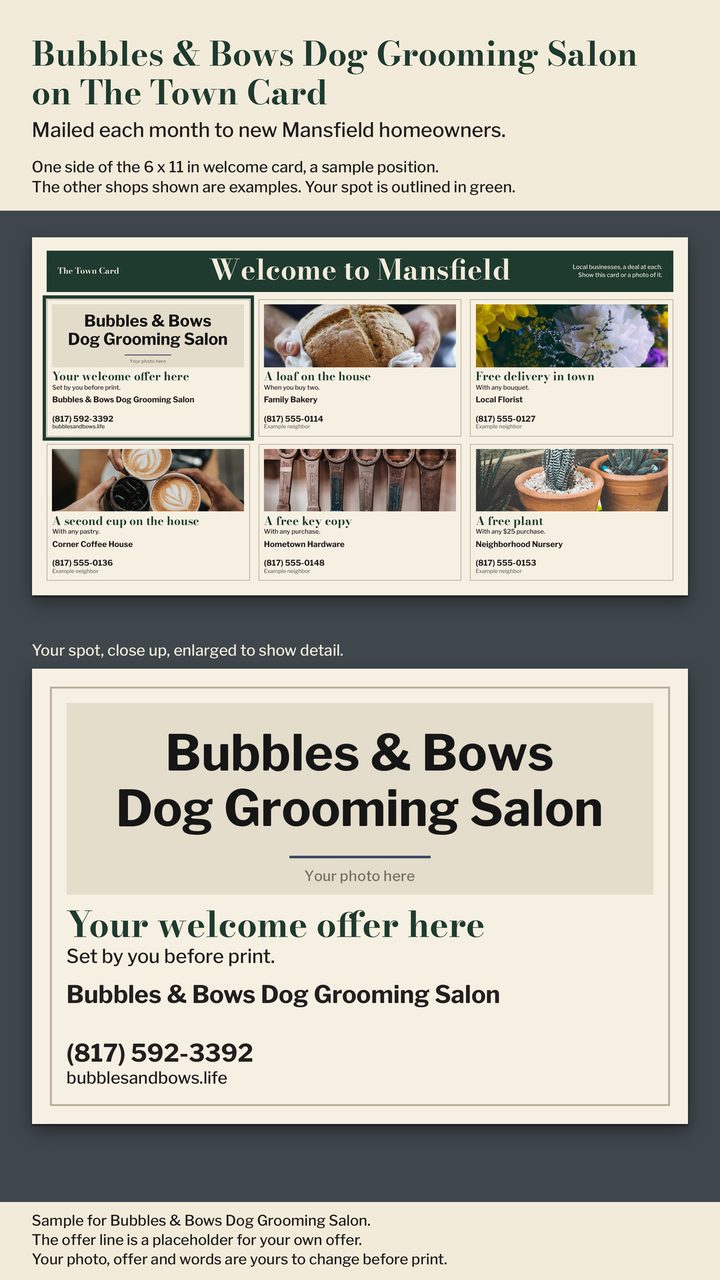 Bubbles & Bows Dog Grooming Salon
on The Town Card
Mailed each month to new Mansfield homeowners.
One side of the 6 x 11 in welcome card, a sample position.
The other shops shown are examples. Your spot is outlined in green.
The Town Card
Welcome to Mansfield
Local businesses, a deal at each.
Show this card or a photo of it.
Bubbles & Bows
Dog Grooming Salon
Your photo here
Your welcome offer here
Set by you before print.
Bubbles & Bows Dog Grooming Salon
(817) 592-3392
bubblesandbows.life
A loaf on the house
When you buy two.
Family Bakery
(817) 555-0114
Example neighbor
Free delivery in town
With any bouquet.
Local Florist
(817) 555-0127
Example neighbor
A second cup on the house
With any pastry.
Corner Coffee House
(817) 555-0136
Example neighbor
A free key copy
With any purchase.
Hometown Hardware
(817) 555-0148
Example neighbor
A free plant
With any $25 purchase.
Neighborhood Nursery
(817) 555-0153
Example neighbor
Your spot, close up, enlarged to show detail.
Bubbles & Bows
Dog Grooming Salon
Your photo here
Your welcome offer here
Set by you before print.
Bubbles & Bows Dog Grooming Salon
(817) 592-3392
bubblesandbows.life
Sample for Bubbles & Bows Dog Grooming Salon.
The offer line is a placeholder for your own offer.
Your photo, offer and words are yours to change before print.